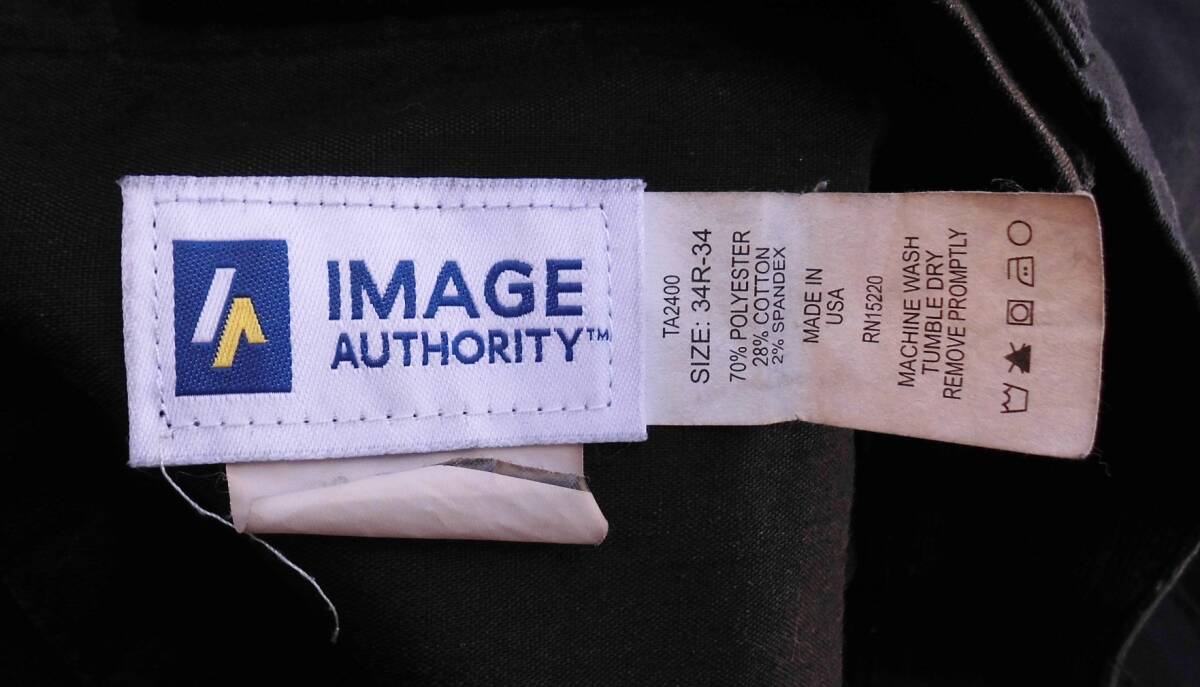 IMAGE
AUTHORITY™
TA2400
SIZE: 34R-34
70% POLYESTER
28% COTTON
2% SPANDEX
MADE IN
USA
RN15220
MACHINE WASH
TUMBLE DRY
REMOVE PROMPTLY